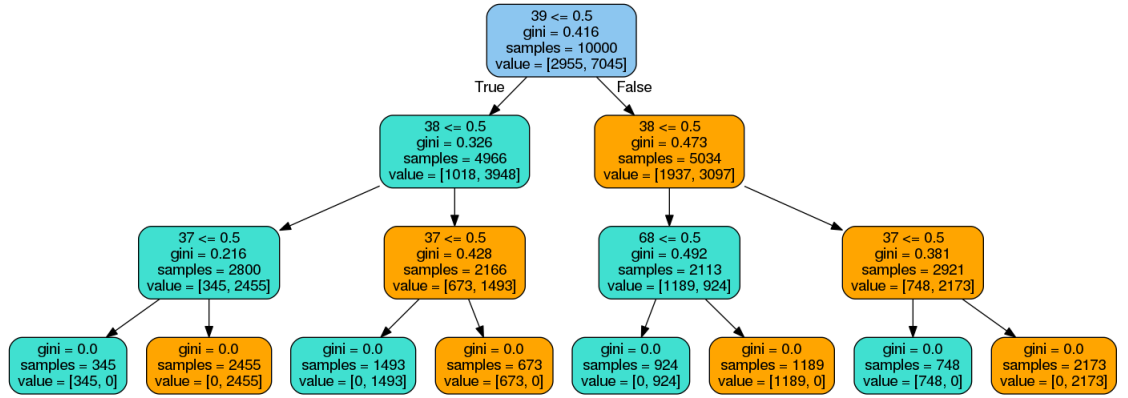 39 <= 0.5
gini = 0.416
samples = 10000
value = [2955, 7045]
True
False
38 <= 0.5
gini = 0.326
samples = 4966
value = [1018, 3948]
38 <= 0.5
gini = 0.473
samples = 5034
value = [1937, 3097]
37 <= 0.5
gini = 0.216
samples = 2800
value = [345, 2455]
37 <= 0.5
gini = 0.428
samples = 2166
value = [673, 1493]
68 <= 0.5
gini = 0.492
samples = 2113
value = [1189, 924]
37 <= 0.5
gini = 0.381
samples = 2921
value = [748, 2173]
gini = 0.0
samples = 345
value = [345, 0]
gini = 0.0
samples = 2455
value = [0, 2455]
gini = 0.0
samples = 1493
value = [0, 1493]
gini = 0.0
samples = 673
value = [673, 0]
gini = 0.0
samples = 924
value = [0, 924]
gini = 0.0
samples = 1189
value = [1189, 0]
gini = 0.0
samples = 748
value = [748, 0]
gini = 0.0
samples = 2173
value = [0, 2173]